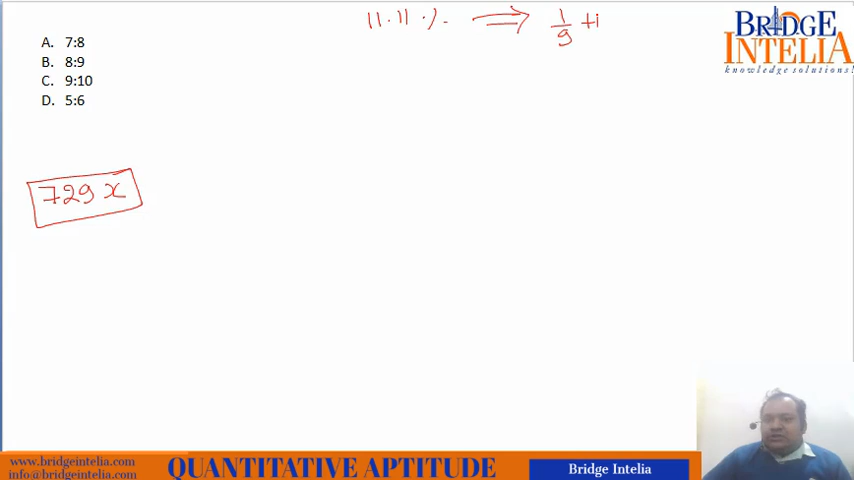 11.11 %. ⇒ 1/9 + i
BRIDGE
INTELIA
knowledge solutions!
A. 7:8
B. 8:9
C. 9:10
D. 5:6
729 x
www.bridgeintelia.com
info@bridgeintelia.com
QUANTITATIVE APTITUDE
Bridge Intelia